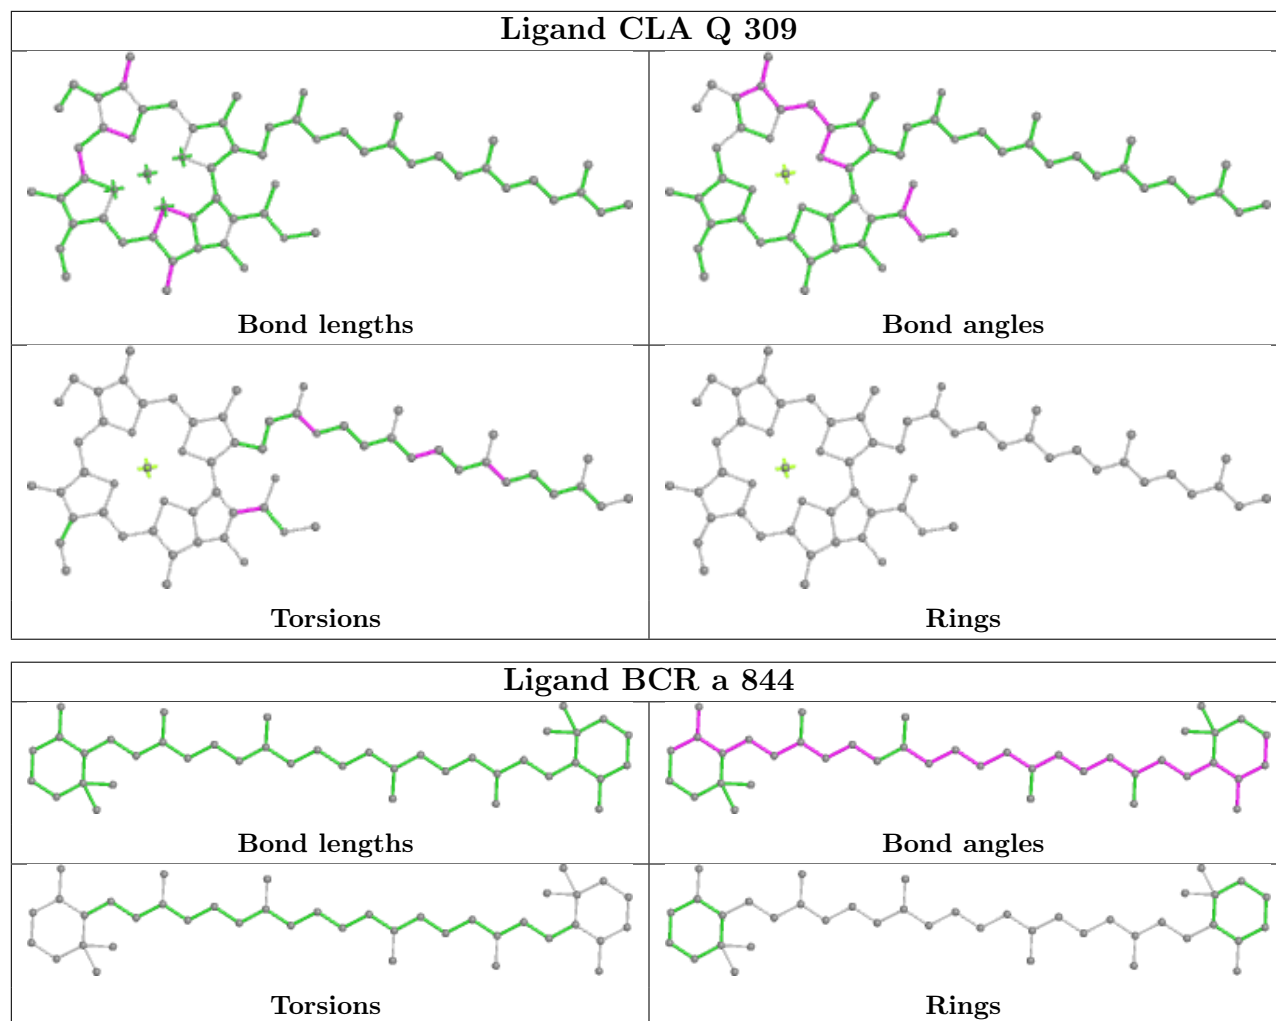 Ligand CLA Q 309
Bond lengths
Bond angles
Torsions
Rings
Ligand BCR a 844
Bond lengths
Bond angles
Torsions
Rings